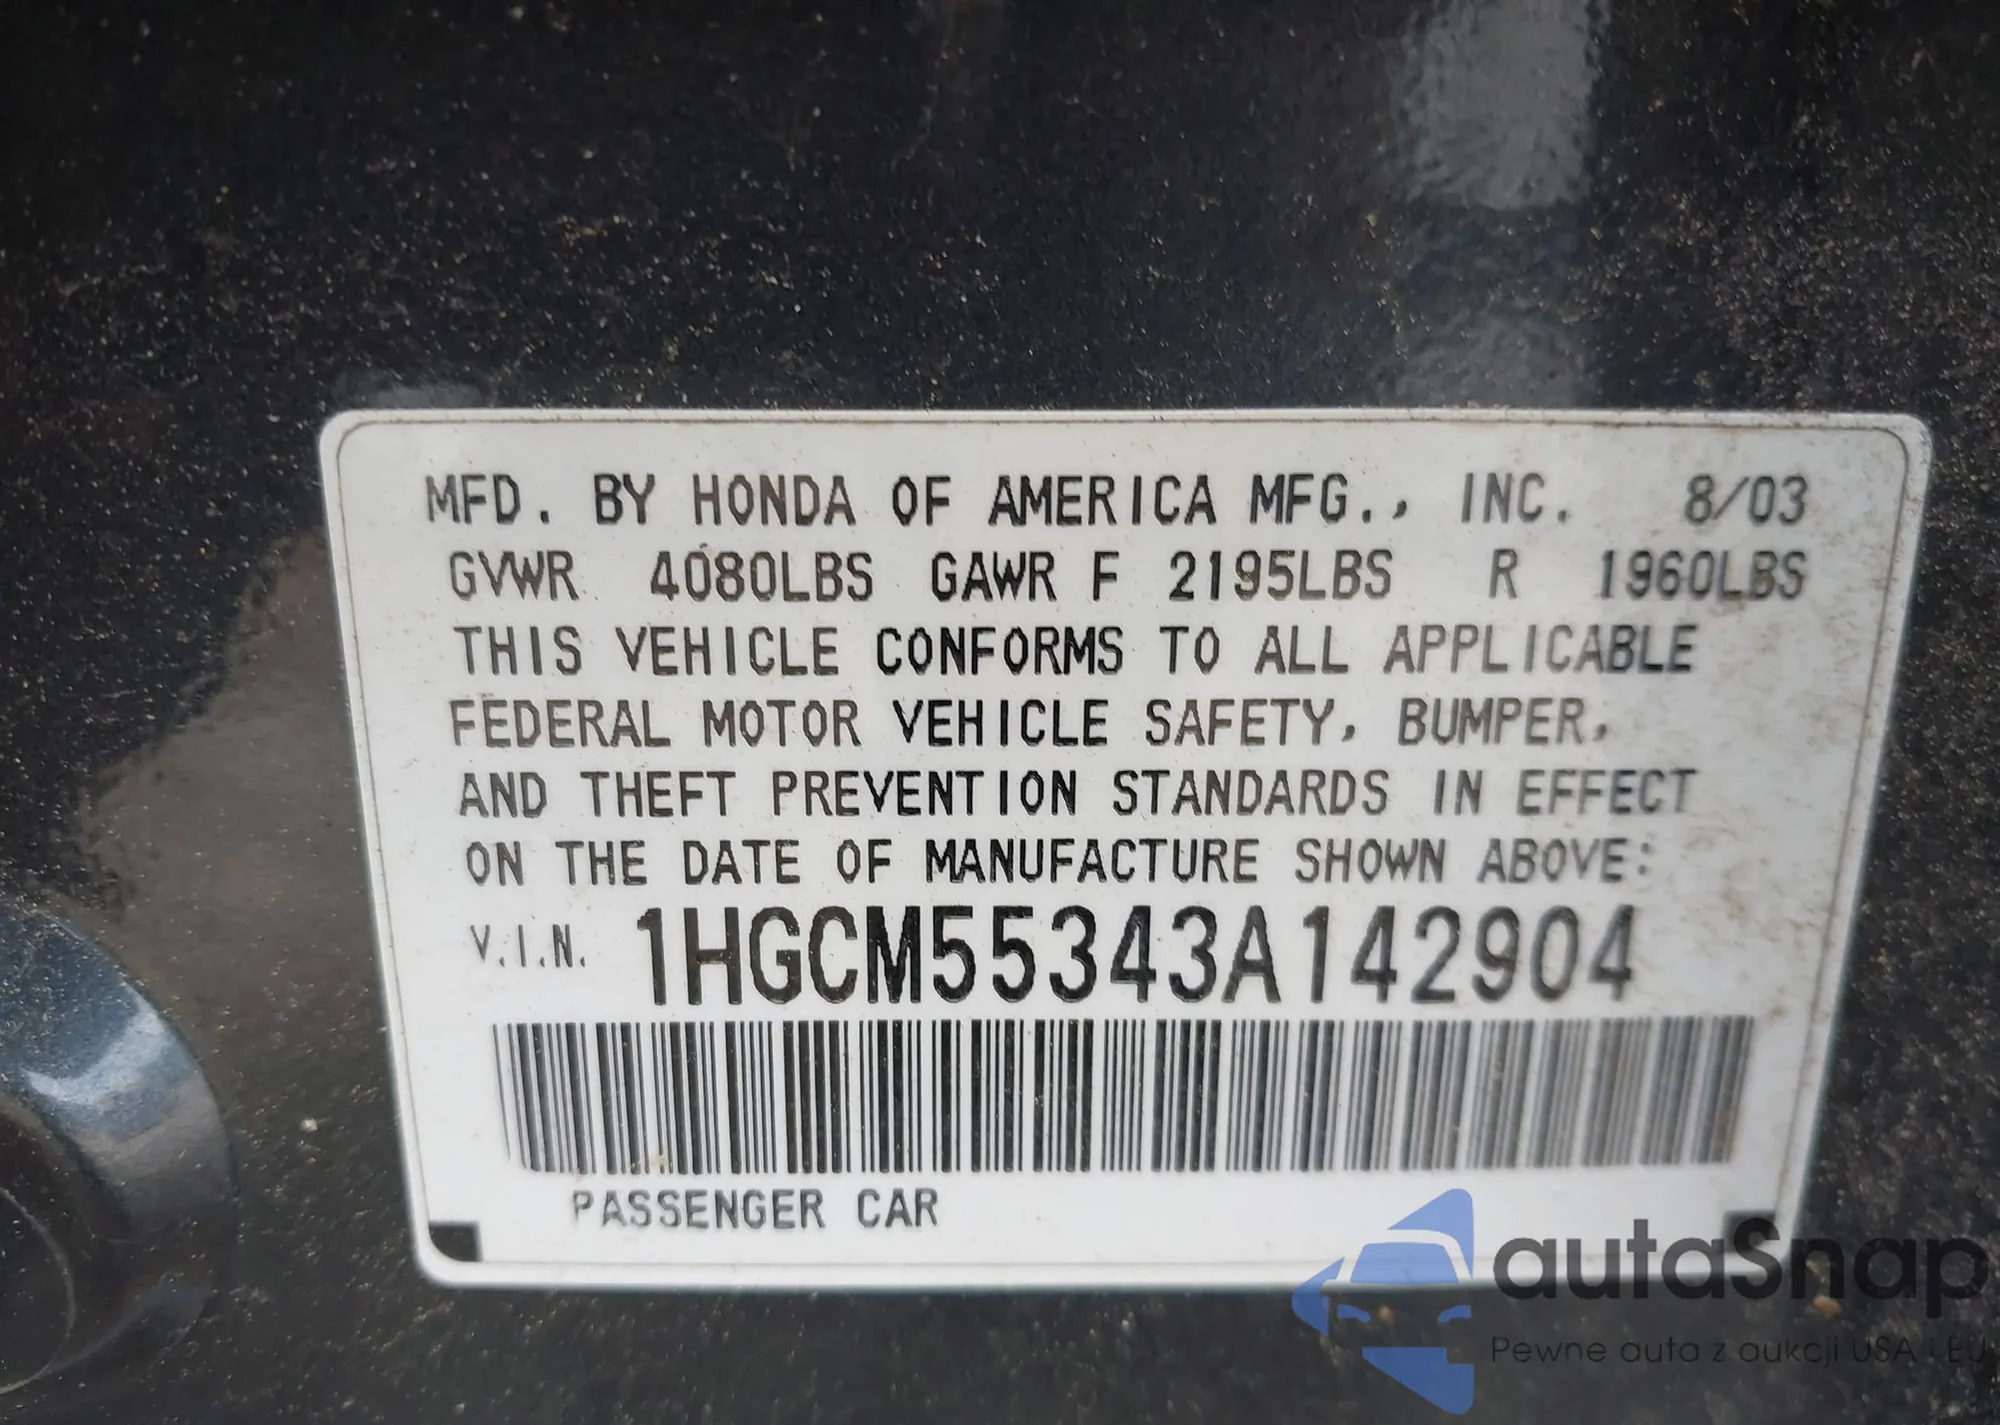 MFD. BY HONDA OF AMERICA MFG., INC. 8/03
GVWR 4080LBS GAWR F 2195LBS R 1960LBS
THIS VEHICLE CONFORMS TO ALL APPLICABLE
FEDERAL MOTOR VEHICLE SAFETY, BUMPER,
AND THEFT PREVENTION STANDARDS IN EFFECT
ON THE DATE OF MANUFACTURE SHOWN ABOVE:
V.I.N. 1HGCM55343A142904
PASSENGER CAR
autaSnap
Pewne auta z aukcji USA i EU